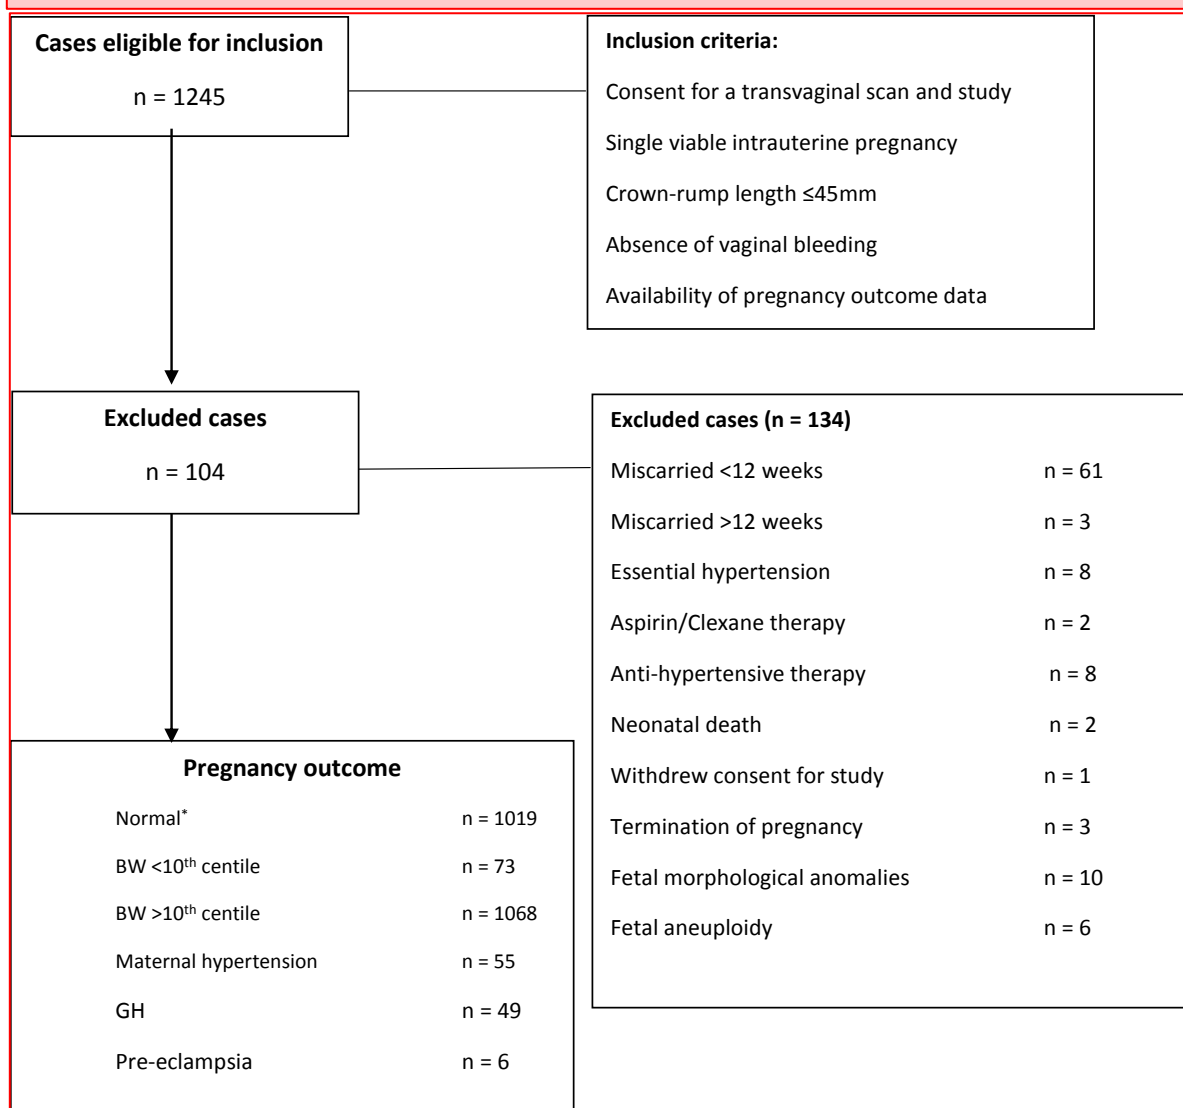 Cases eligible for inclusion
n = 1245
Inclusion criteria:
Consent for a transvaginal scan and study
Single viable intrauterine pregnancy
Crown-rump length ≤45mm
Absence of vaginal bleeding
Availability of pregnancy outcome data
Excluded cases
n = 104
Excluded cases (n = 134)
Miscarried <12 weeks n = 61
Miscarried >12 weeks n = 3
Essential hypertension n = 8
Aspirin/Clexane therapy n = 2
Anti-hypertensive therapy n = 8
Neonatal death n = 2
Withdrew consent for study n = 1
Termination of pregnancy n = 3
Fetal morphological anomalies n = 10
Fetal aneuploidy n = 6
Pregnancy outcome
Normal* n = 1019
BW <10th centile n = 73
BW >10th centile n = 1068
Maternal hypertension n = 55
GH n = 49
Pre-eclampsia n = 6